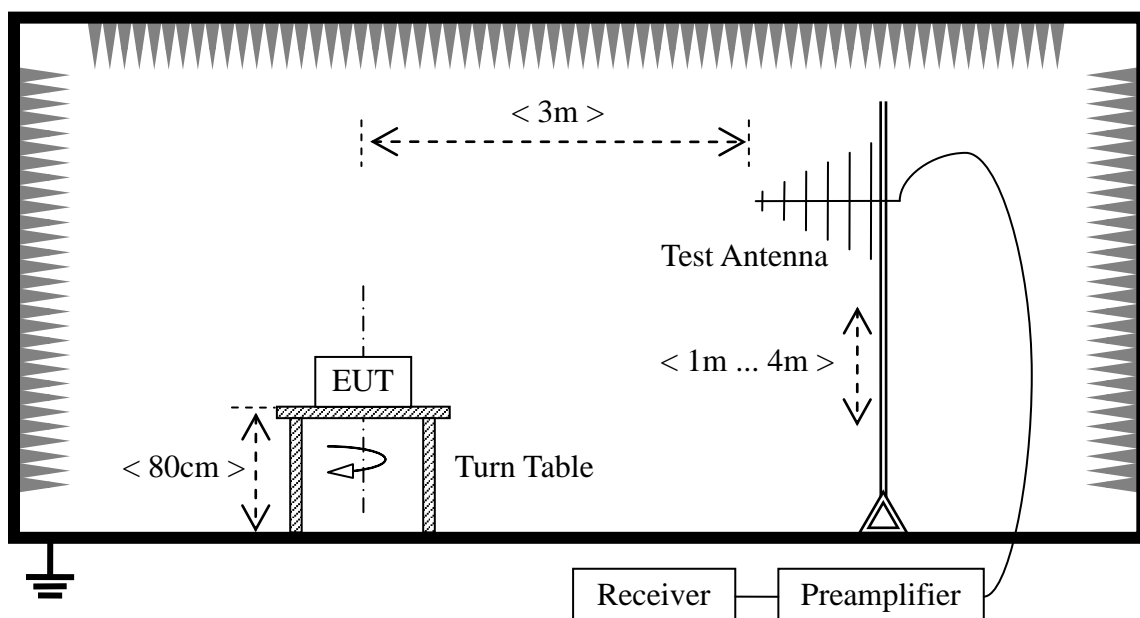 < 3m >
Test Antenna
< 1m ... 4m >
EUT
< 80cm >
Turn Table
Receiver
Preamplifier